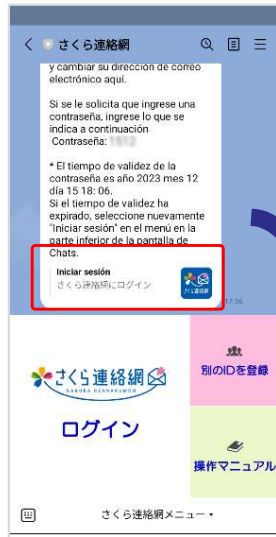 さくら連絡網
y cambiar su dirección de correo
electrónico aquí.
Si se le solicita que ingrese una
contraseña, ingrese lo que se
indica a continuación
Contraseña:
* El tiempo de validez de la
contraseña es año 2023 mes 12
día 15 18: 06.
Si el tiempo de validez ha
expirado, seleccione nuevamente
"Iniciar sesión" en el menú en la
parte inferior de la pantalla de
Chats.
Iniciar sesión
さくら連絡網にログイン
17:36
さくら連絡網
SAKURA RENRAKUMOU
ログイン
別のIDを登録
操作マニュアル
さくら連絡網メニュー